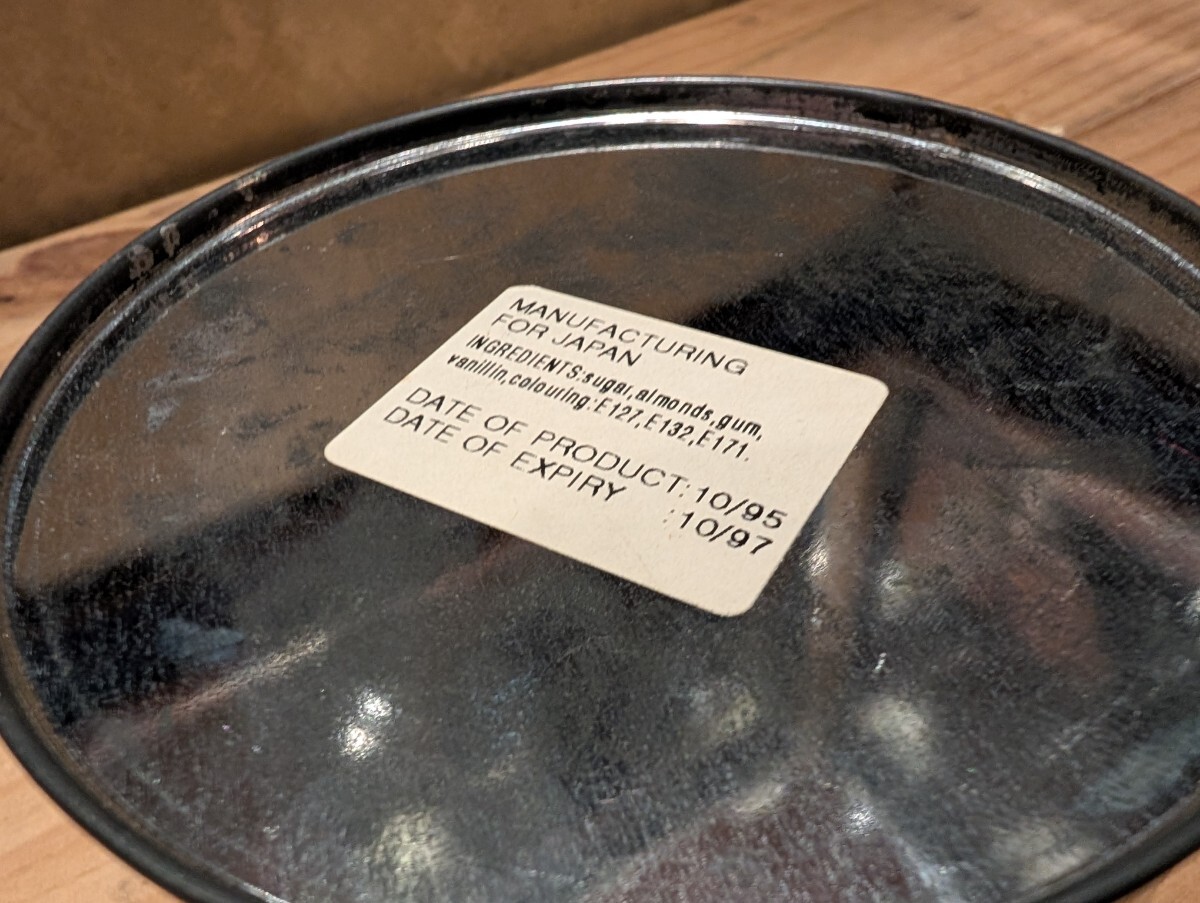 MANUFACTURING
FOR JAPAN
INGREDIENTS:sugar,almonds,gum,
vanillin,colouring:E127,E132,E171.
DATE OF PRODUCT:10/95
DATE OF EXPIRY :10/97